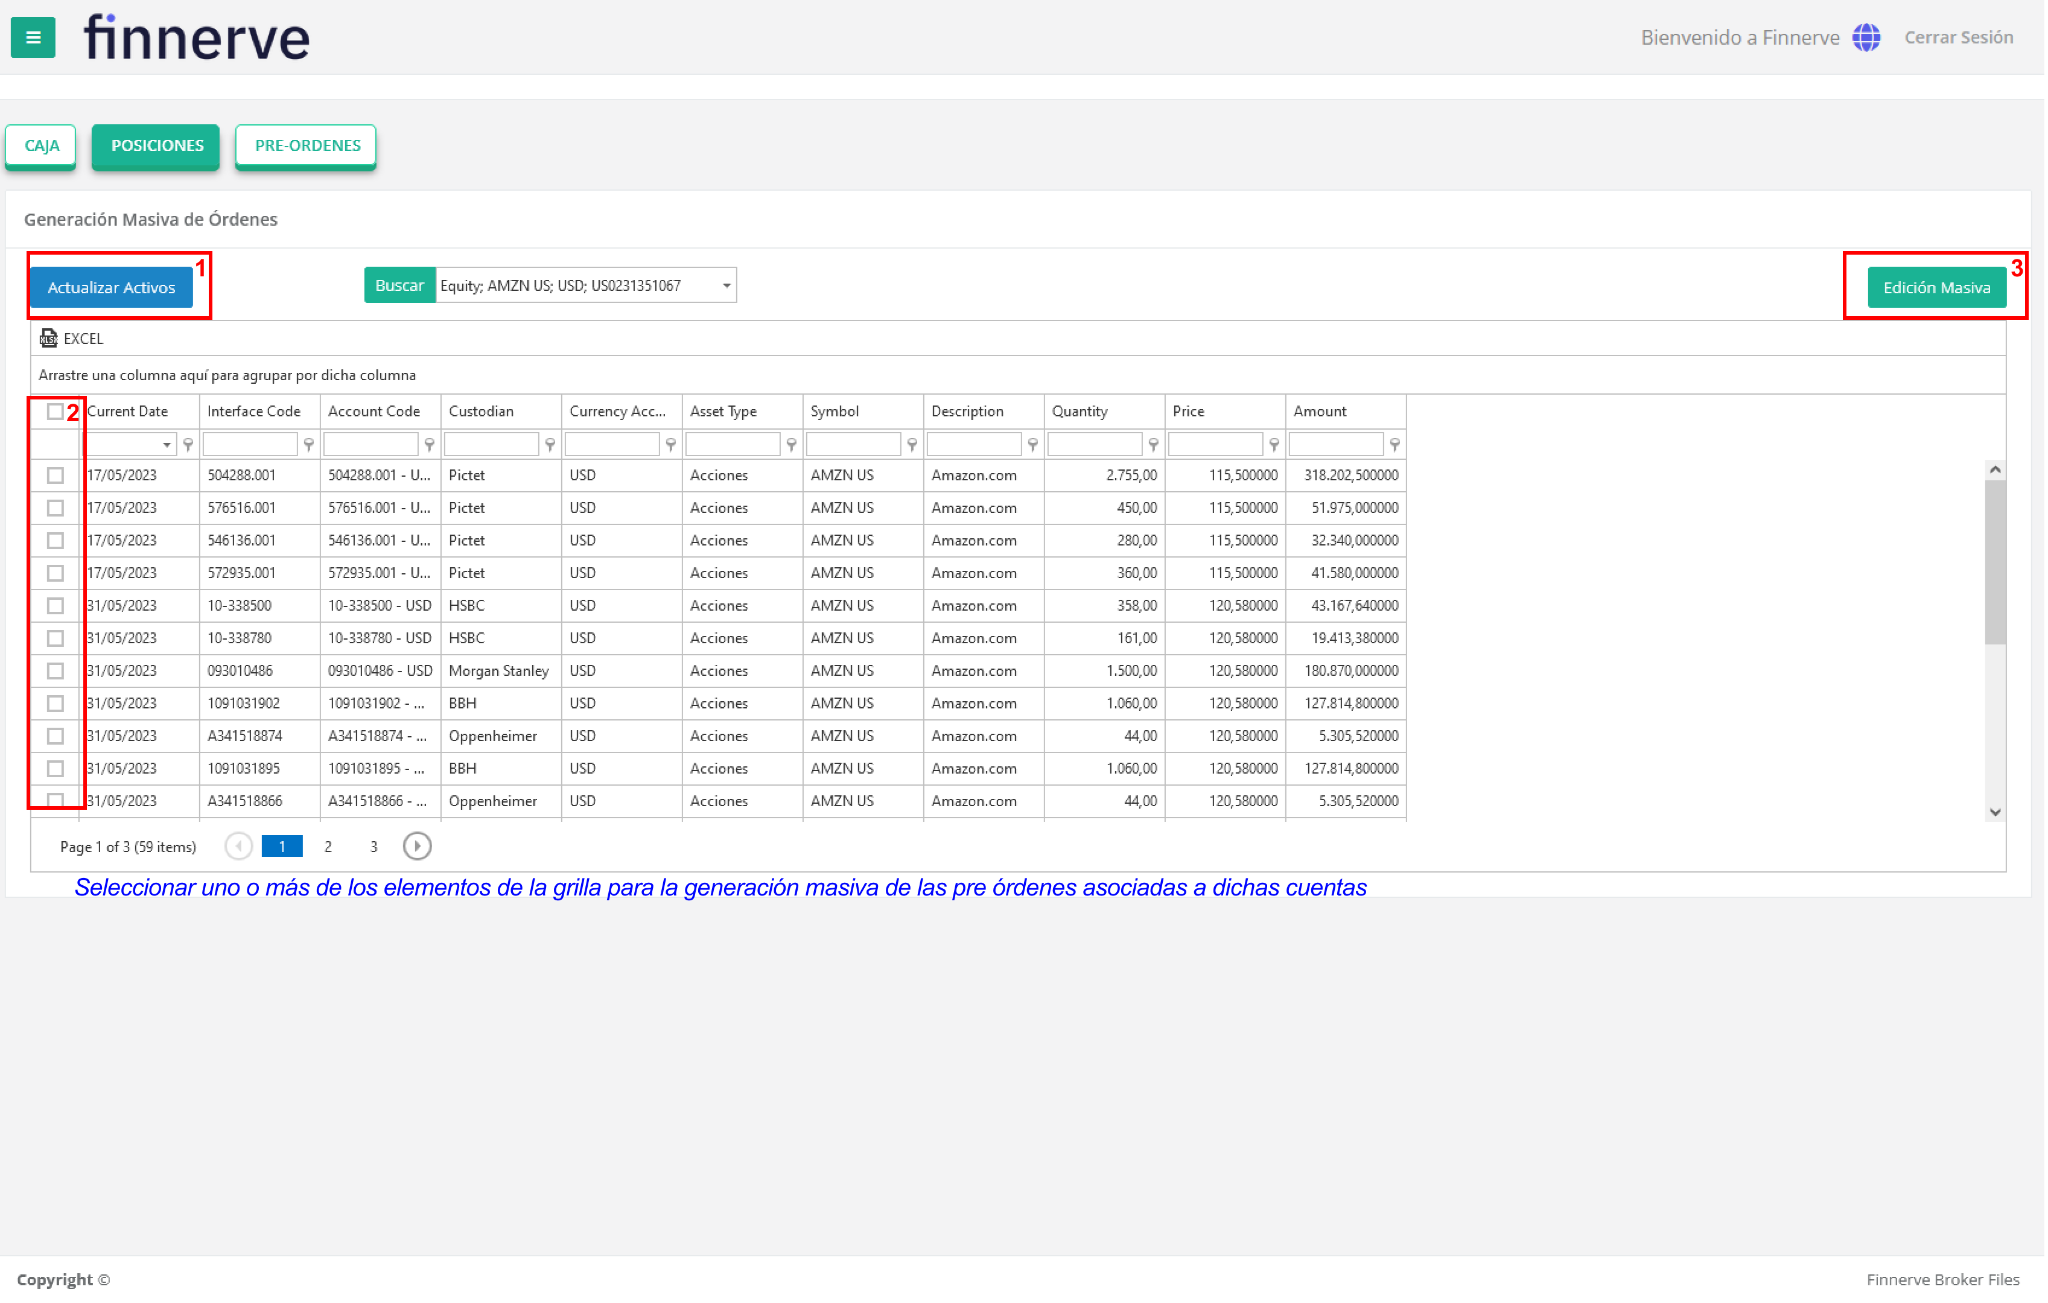 finnerve
Bienvenido a Finnerve
Cerrar Sesión
CAJA
POSICIONES
PRE-ORDENES
Generación Masiva de Órdenes
Actualizar Activos
1
Buscar
Equity; AMZN US; USD; US0231351067
Edición Masiva
3
XLSX EXCEL
Arrastre una columna aquí para agrupar por dicha columna
2 Current Date Interface Code Account Code Custodian Currency Acc... Asset Type Symbol Description Quantity Price Amount
17/05/2023 504288.001 504288.001 - U... Pictet USD Acciones AMZN US Amazon.com 2.755,00 115,500000 318.202,500000
17/05/2023 576516.001 576516.001 - U... Pictet USD Acciones AMZN US Amazon.com 450,00 115,500000 51.975,000000
17/05/2023 546136.001 546136.001 - U... Pictet USD Acciones AMZN US Amazon.com 280,00 115,500000 32.340,000000
17/05/2023 572935.001 572935.001 - U... Pictet USD Acciones AMZN US Amazon.com 360,00 115,500000 41.580,000000
31/05/2023 10-338500 10-338500 - USD HSBC USD Acciones AMZN US Amazon.com 358,00 120,580000 43.167,640000
31/05/2023 10-338780 10-338780 - USD HSBC USD Acciones AMZN US Amazon.com 161,00 120,580000 19.413,380000
31/05/2023 093010486 093010486 - USD Morgan Stanley USD Acciones AMZN US Amazon.com 1.500,00 120,580000 180.870,000000
31/05/2023 1091031902 1091031902 - ... BBH USD Acciones AMZN US Amazon.com 1.060,00 120,580000 127.814,800000
31/05/2023 A341518874 A341518874 - ... Oppenheimer USD Acciones AMZN US Amazon.com 44,00 120,580000 5.305,520000
31/05/2023 1091031895 1091031895 - ... BBH USD Acciones AMZN US Amazon.com 1.060,00 120,580000 127.814,800000
31/05/2023 A341518866 A341518866 - ... Oppenheimer USD Acciones AMZN US Amazon.com 44,00 120,580000 5.305,520000
Page 1 of 3 (59 items) 1 2 3
Seleccionar uno o más de los elementos de la grilla para la generación masiva de las pre órdenes asociadas a dichas cuentas
Copyright ©
Finnerve Broker Files